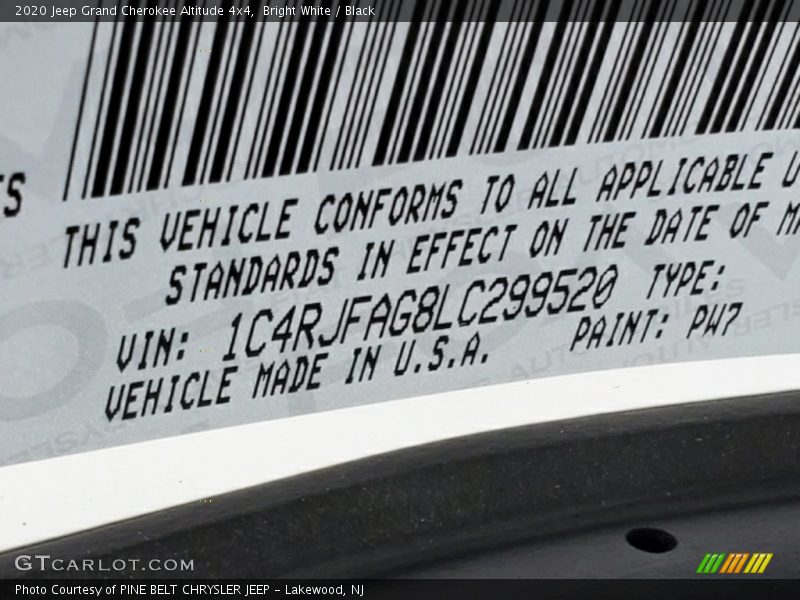 2020 Jeep Grand Cherokee Altitude 4x4, Bright White / Black
THIS VEHICLE CONFORMS TO ALL APPLICABLE
STANDARDS IN EFFECT ON THE DATE OF
VIN: 1C4RJFAG8LC299520 TYPE:
VEHICLE MADE IN U.S.A. PAINT: PW7
GTCARLOT.COM
Photo Courtesy of PINE BELT CHRYSLER JEEP - Lakewood, NJ